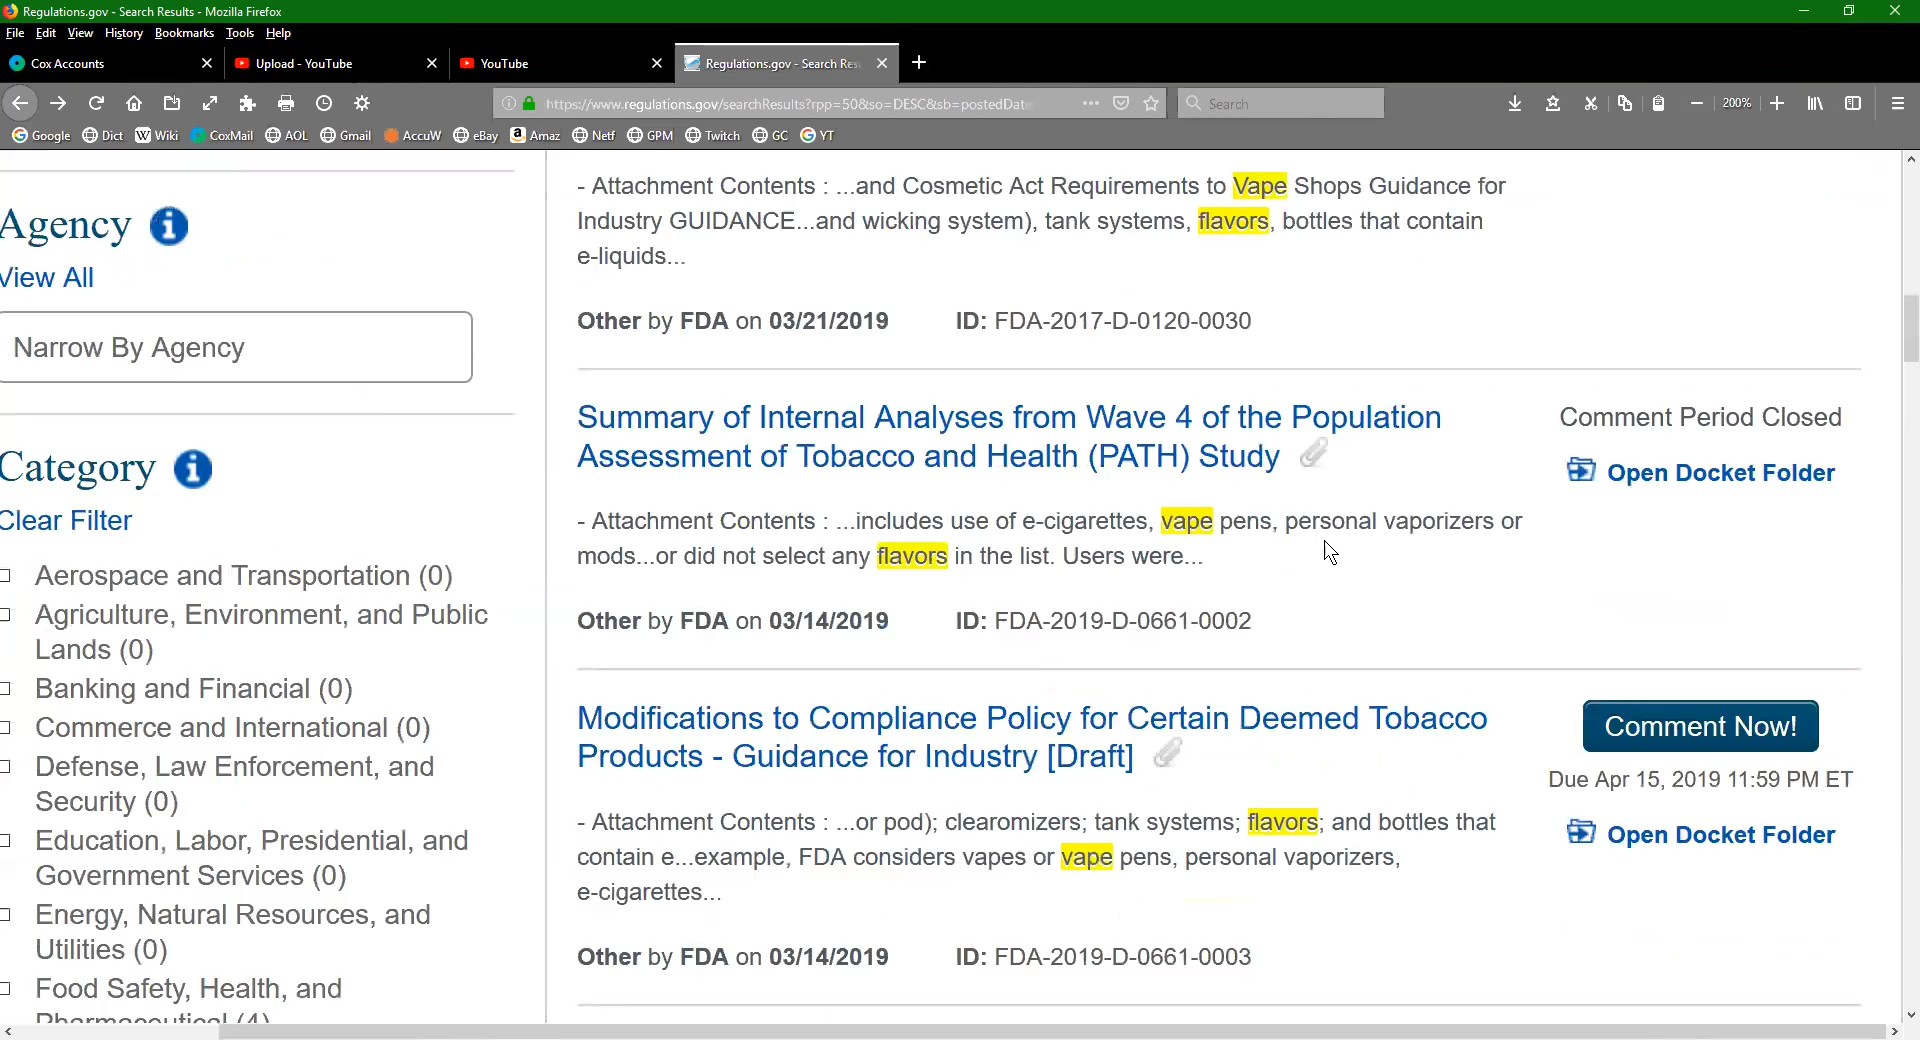 Regulations.gov - Search Results - Mozilla Firefox
File Edit View History Bookmarks Tools Help
Cox Accounts
Upload - YouTube
YouTube
Regulations.gov - Search Res
https://www.regulations.gov/searchResults?rpp=50&so=DESC&sb=postedDate
Search
200%
Google Dict Wiki CoxMail AOL Gmail AccuW eBay Amaz Netf GPM Twitch GC YT
Agency
View All
Narrow By Agency
Category
Clear Filter
Aerospace and Transportation (0)
Agriculture, Environment, and Public
Lands (0)
Banking and Financial (0)
Commerce and International (0)
Defense, Law Enforcement, and
Security (0)
Education, Labor, Presidential, and
Government Services (0)
Energy, Natural Resources, and
Utilities (0)
Food Safety, Health, and
Pharmaceutical (4)
- Attachment Contents : ...and Cosmetic Act Requirements to Vape Shops Guidance for
Industry GUIDANCE...and wicking system), tank systems, flavors, bottles that contain
e-liquids...
Other by FDA on 03/21/2019 ID: FDA-2017-D-0120-0030
Summary of Internal Analyses from Wave 4 of the Population
Assessment of Tobacco and Health (PATH) Study
Comment Period Closed
Open Docket Folder
- Attachment Contents : ...includes use of e-cigarettes, vape pens, personal vaporizers or
mods...or did not select any flavors in the list. Users were...
Other by FDA on 03/14/2019 ID: FDA-2019-D-0661-0002
Modifications to Compliance Policy for Certain Deemed Tobacco
Products - Guidance for Industry [Draft]
Comment Now!
Due Apr 15, 2019 11:59 PM ET
Open Docket Folder
- Attachment Contents : ...or pod); clearomizers; tank systems; flavors; and bottles that
contain e...example, FDA considers vapes or vape pens, personal vaporizers,
e-cigarettes...
Other by FDA on 03/14/2019 ID: FDA-2019-D-0661-0003